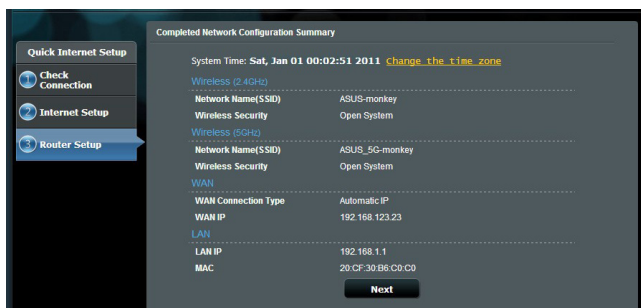 Completed Network Configuration Summary
Quick Internet Setup
1 Check Connection
2 Internet Setup
3 Router Setup
System Time: Sat, Jan 01 00:02:51 2011 Change the time zone
Wireless (2.4GHz)
Network Name(SSID) ASUS-monkey
Wireless Security Open System
Wireless (5GHz)
Network Name(SSID) ASUS_5G-monkey
Wireless Security Open System
WAN
WAN Connection Type Automatic IP
WAN IP 192.168.123.23
LAN
LAN IP 192.168.1.1
MAC 20:CF:30:B6:C0:C0
Next